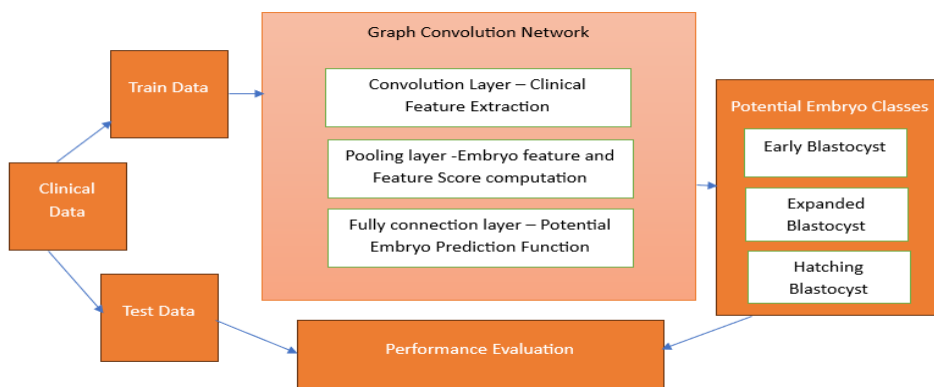 Graph Convolution Network
Train Data
Convolution Layer – Clinical
Feature Extraction
Potential Embryo Classes
Early Blastocyst
Pooling layer -Embryo feature and
Feature Score computation
Clinical
Data
Expanded
Blastocyst
Fully connection layer – Potential
Embryo Prediction Function
Hatching
Blastocyst
Test Data
Performance Evaluation